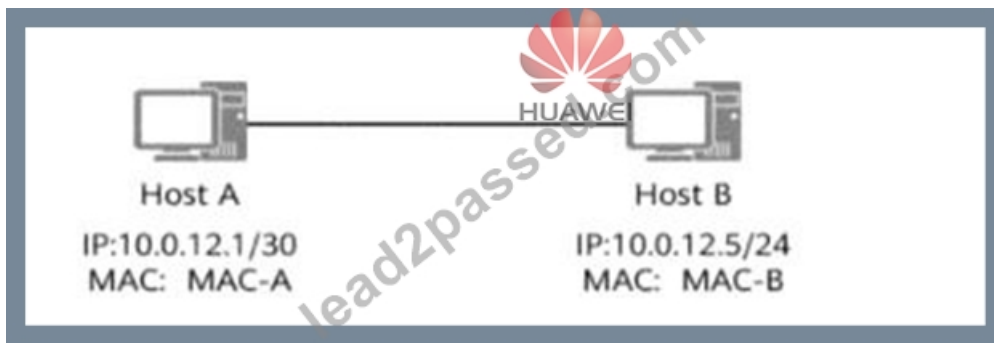 HUAWEI
lead2passed.com
Host A
IP:10.0.12.1/30
MAC: MAC-A
Host B
IP:10.0.12.5/24
MAC: MAC-B